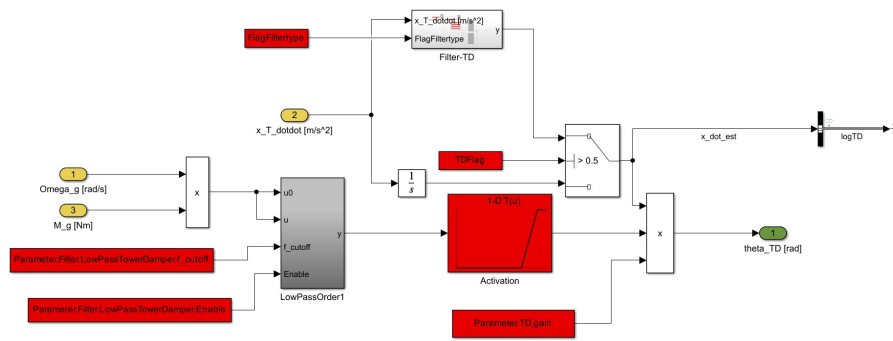 x_T_dotdot [m/s^2]
FlagFiltertype
FlagFiltertype
y
Filter-TD
2
x_T_dotdot [m/s^2]
x_dot_est
logTD
TDFlag
> 0.5
1
Omega_g [rad/s]
x
3
M_g [Nm]
1
s
u0
u
f_cutoff
Enable
y
LowPassOrder1
1-D T(u)
Activation
x
1
theta_TD [rad]
Parameter.Filter.LowPassTowerDamper.f_cutoff
Parameter.Filter.LowPassTowerDamper.Enable
Parameter.TD.gain